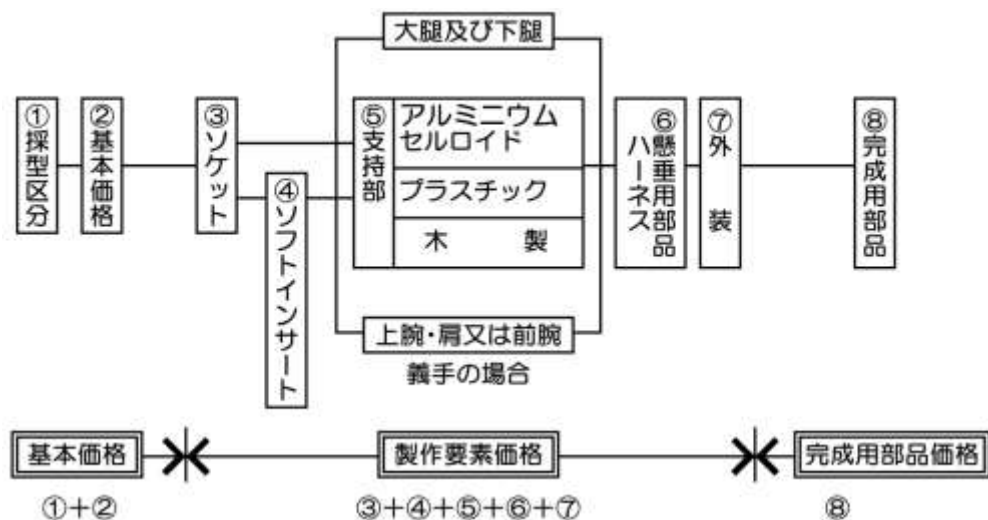 大腿及び下腿
①採型区分
②基本価格
③ソケット
④ソフトインサート
⑤支持部
アルミニウム
セルロイド
プラスチック
木 製
⑥懸垂用部品
ハーネス
⑦外 装
⑧完成用部品
上腕・肩又は前腕
義手の場合
基本価格
製作要素価格
完成用部品価格
①+②
③+④+⑤+⑥+⑦
⑧